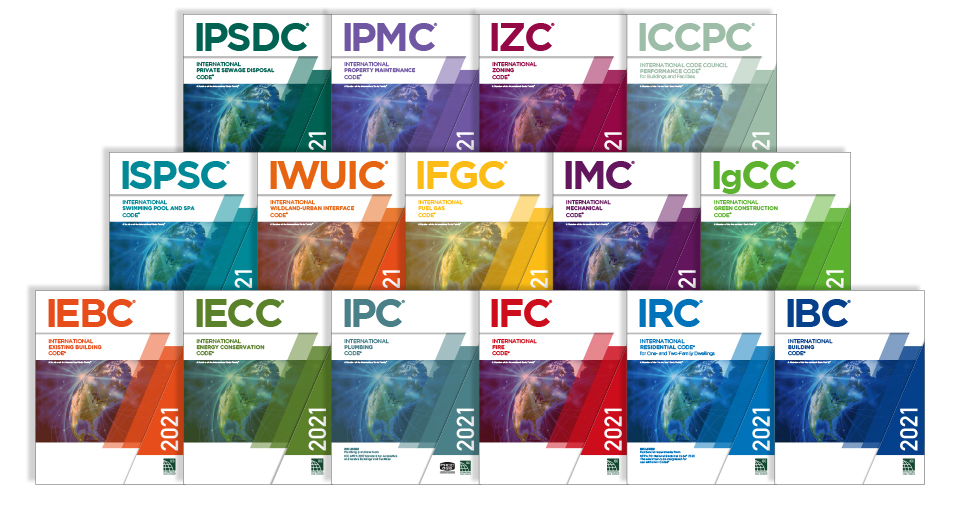 IPSDC®
INTERNATIONAL
PRIVATE SEWAGE DISPOSAL
CODE®
21
IPMC®
INTERNATIONAL
PROPERTY MAINTENANCE
CODE®
21
IZC®
INTERNATIONAL
ZONING
CODE®
21
ICCPC®
INTERNATIONAL CODE COUNCIL
PERFORMANCE CODE®
for Buildings and Facilities
21
ISPSC®
INTERNATIONAL
SWIMMING POOL AND SPA
CODE®
21
IWUIC®
INTERNATIONAL
WILDLAND-URBAN INTERFACE
CODE®
21
IFGC®
INTERNATIONAL
FUEL GAS
CODE®
21
IMC®
INTERNATIONAL
MECHANICAL
CODE®
21
IgCC®
INTERNATIONAL
GREEN CONSTRUCTION
CODE®
21
IEBC®
INTERNATIONAL
EXISTING BUILDING
CODE®
2021
IECC®
INTERNATIONAL
ENERGY CONSERVATION
CODE®
2021
IPC®
INTERNATIONAL
PLUMBING
CODE®
2021
IFC®
INTERNATIONAL
FIRE
CODE®
2021
IRC®
INTERNATIONAL
RESIDENTIAL CODE®
for One- and Two-Family Dwellings
2021
IBC®
INTERNATIONAL
BUILDING
CODE®
2021